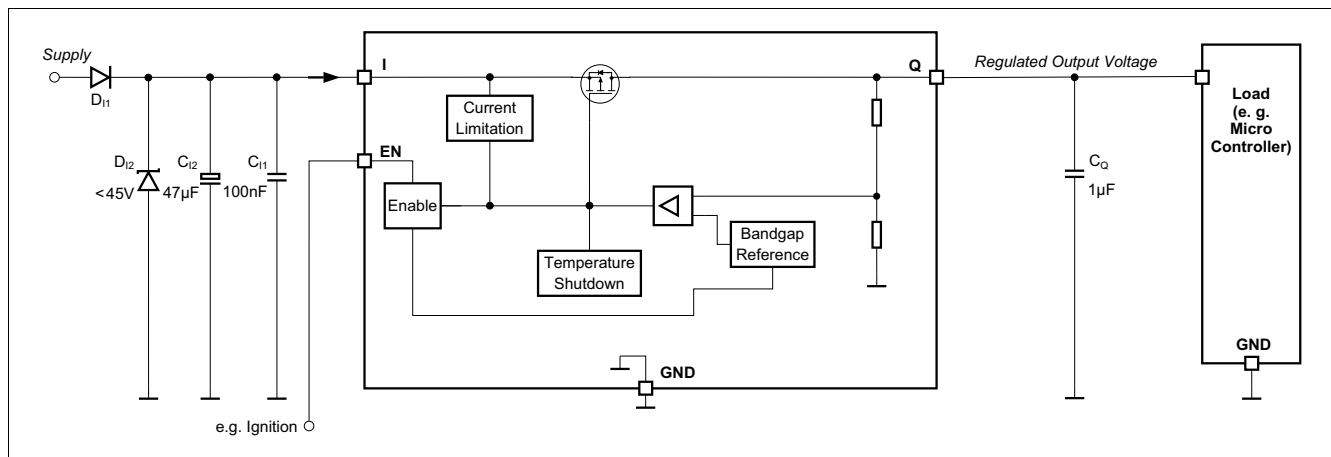 Supply
I
Q
Regulated Output Voltage
D_I1
Current
Limitation
Load
(e. g.
Micro
Controller)
EN
D_I2
<45V
C_I2
47µF
C_I1
100nF
C_Q
1µF
Enable
Bandgap
Reference
Temperature
Shutdown
GND
GND
e.g. Ignition